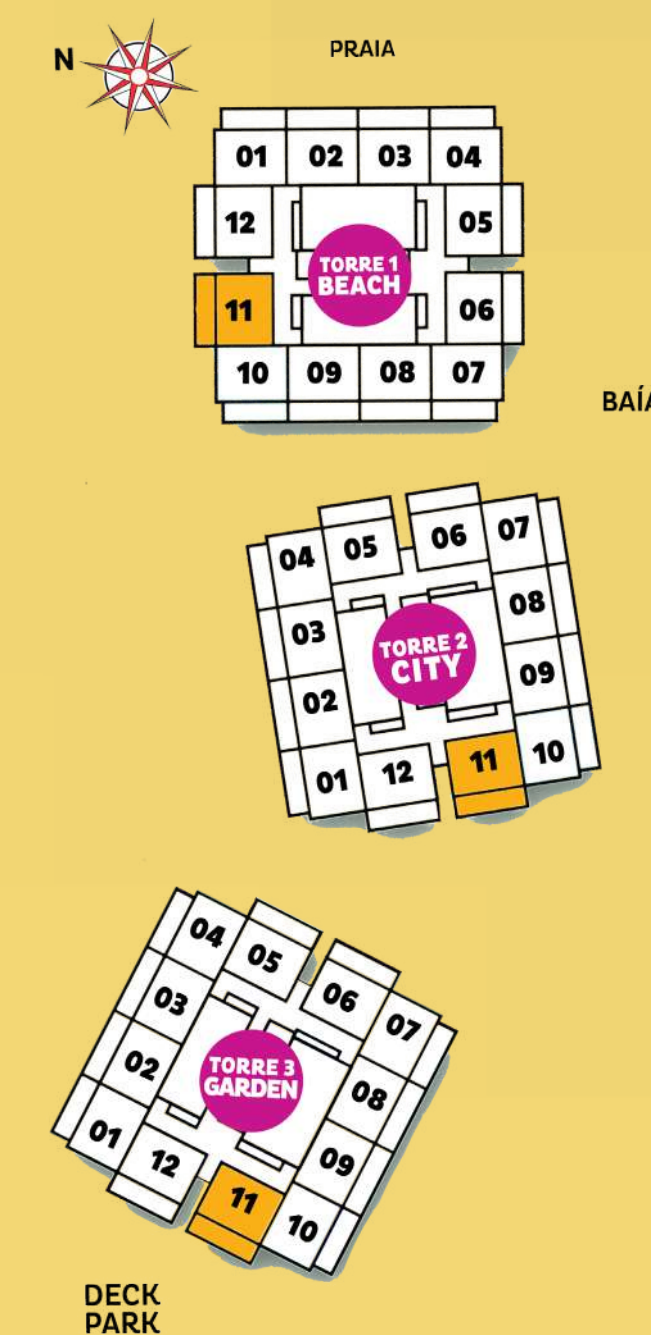 N
PRAIA
01 02 03 04
12 05
TORRE 1
BEACH
11 06
10 09 08 07
BAÍA
04 05 06 07
03 08
TORRE 2
CITY
02 09
01 12 11 10
04 05 06 07
03 08
TORRE 3
GARDEN
02 09
01 12 11 10
DECK
PARK